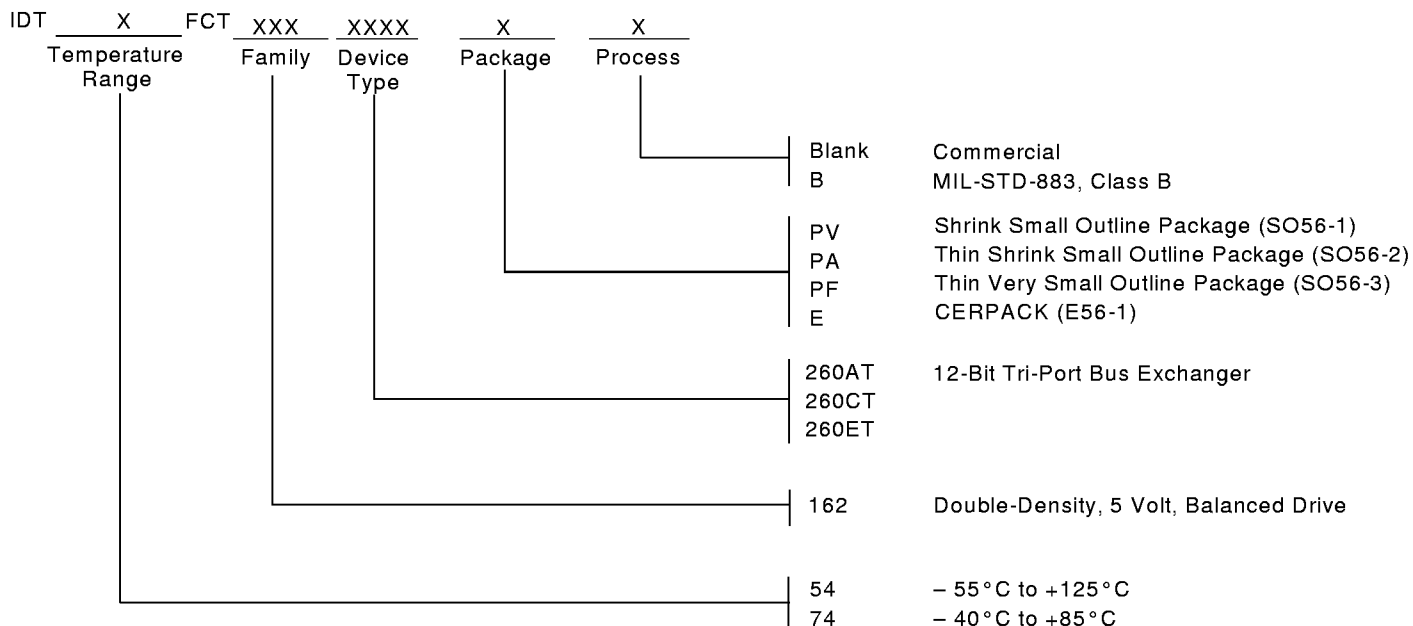 IDT X FCT XXX XXXX X X
Temperature Range
Family
Device Type
Package
Process
Blank Commercial
B MIL-STD-883, Class B
PV Shrink Small Outline Package (SO56-1)
PA Thin Shrink Small Outline Package (SO56-2)
PF Thin Very Small Outline Package (SO56-3)
E CERPACK (E56-1)
260AT 12-Bit Tri-Port Bus Exchanger
260CT
260ET
162 Double-Density, 5 Volt, Balanced Drive
54 – 55°C to +125°C
74 – 40°C to +85°C